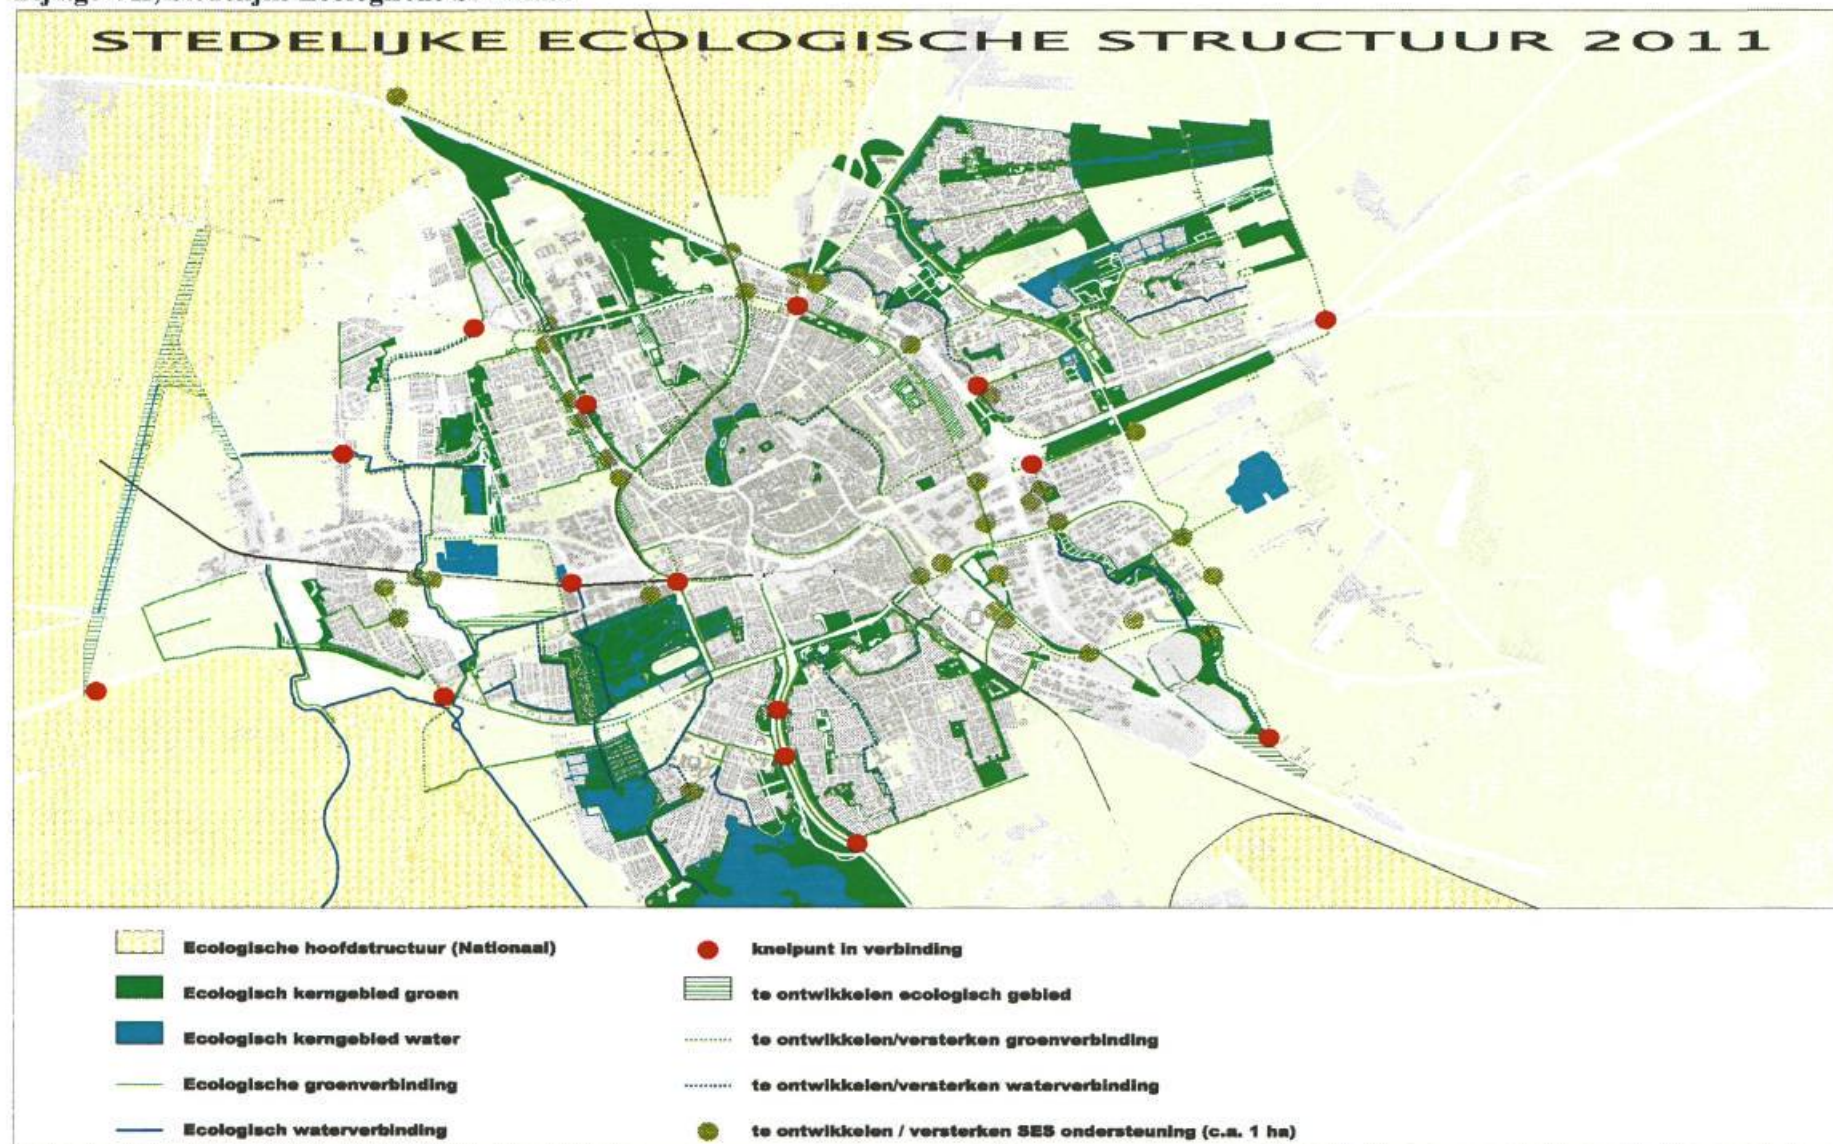 STEDELIJKE ECOLOGISCHE STRUCTUUR 2011
Ecologische hoofdstructuur (Nationaal)
Ecologisch kerngebied groen
Ecologisch kerngebied water
Ecologische groenverbinding
Ecologisch waterverbinding
knelpunt in verbinding
te ontwikkelen ecologisch gebied
te ontwikkelen/versterken groenverbinding
te ontwikkelen/versterken waterverbinding
te ontwikkelen / versterken SES ondersteuning (c.a. 1 ha)